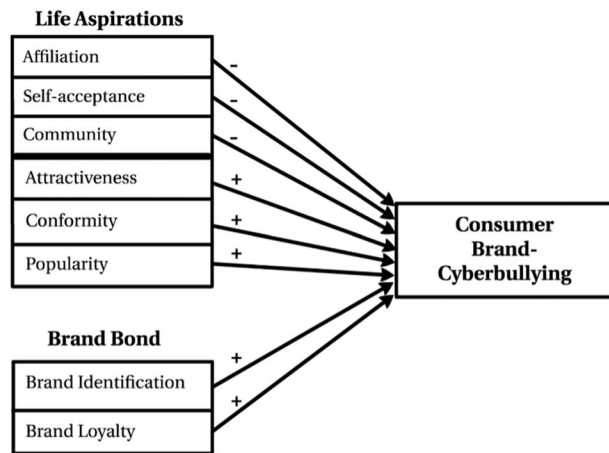 Life Aspirations
Affiliation
-
Self-acceptance
-
Community
-
Attractiveness
+
Conformity
+
Popularity
+
Consumer
Brand-
Cyberbullying
Brand Bond
Brand Identification
+
Brand Loyalty
+